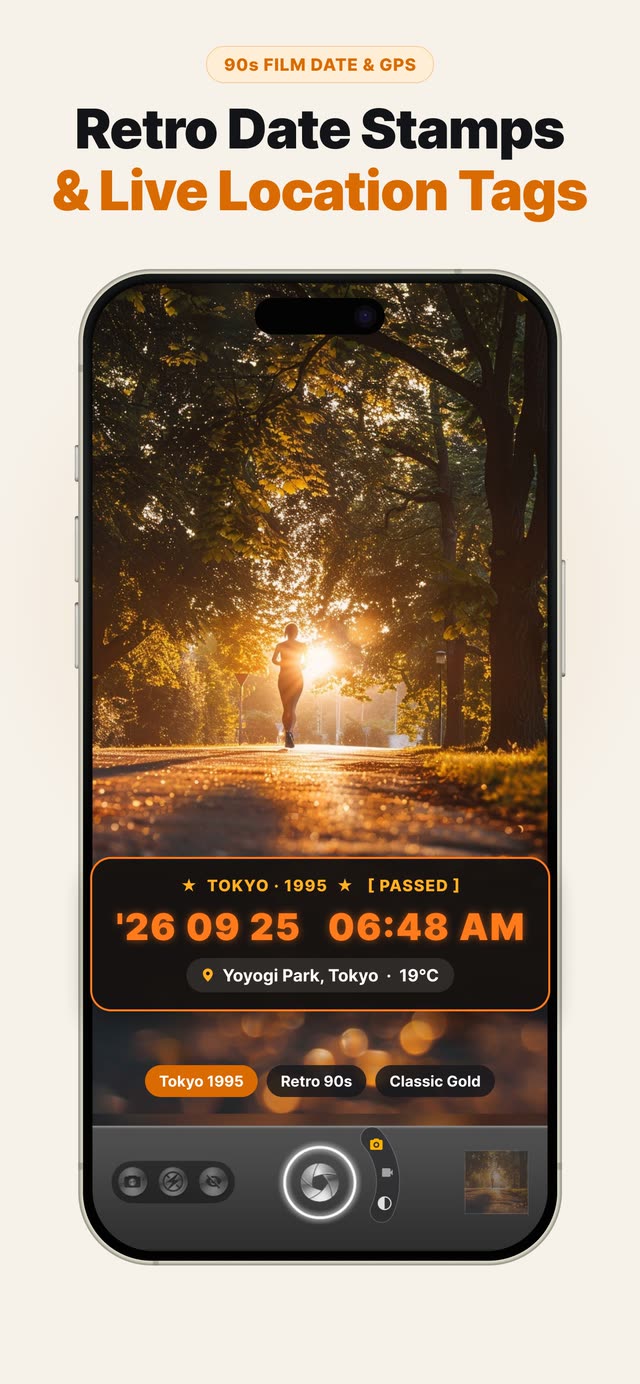 90s FILM DATE & GPS
Retro Date Stamps
& Live Location Tags
★ TOKYO · 1995 ★ [ PASSED ]
'26 09 25 06:48 AM
Yoyogi Park, Tokyo · 19°C
Tokyo 1995 Retro 90s Classic Gold